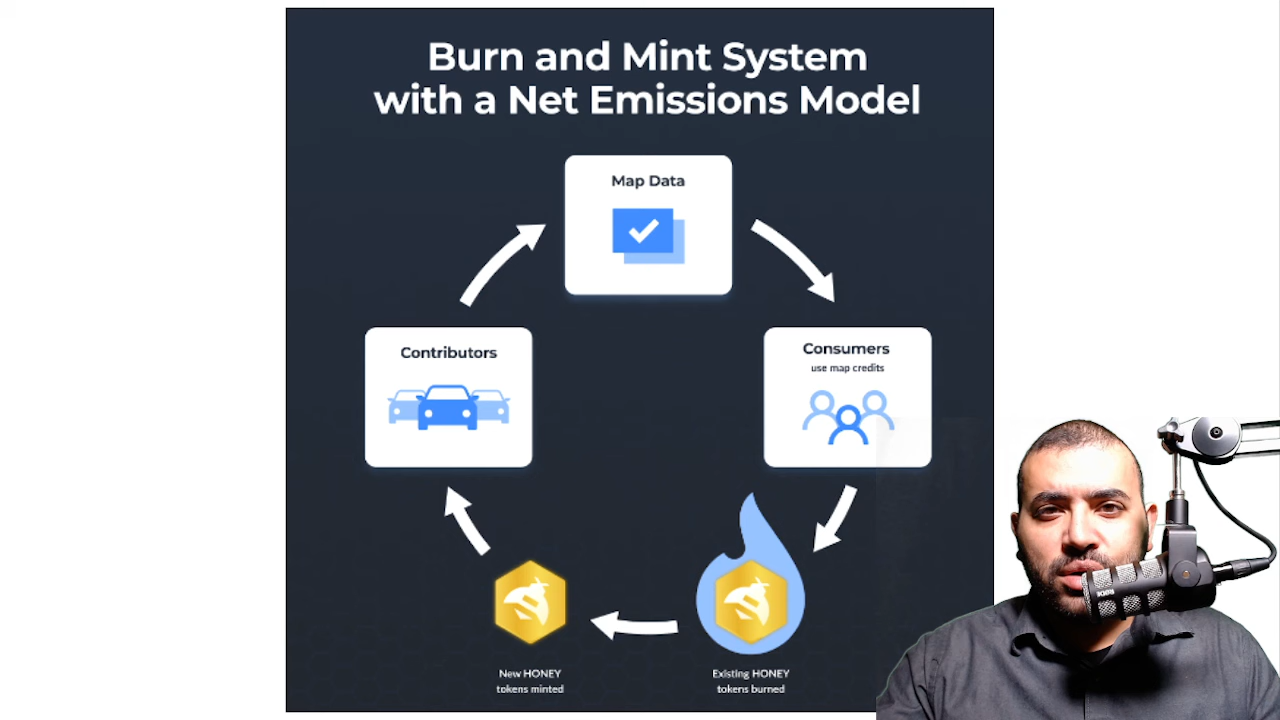 Burn and Mint System
with a Net Emissions Model
Map Data
Contributors
Consumers
use map credits
New HONEY
tokens minted
Existing HONEY
tokens burned
RØDE